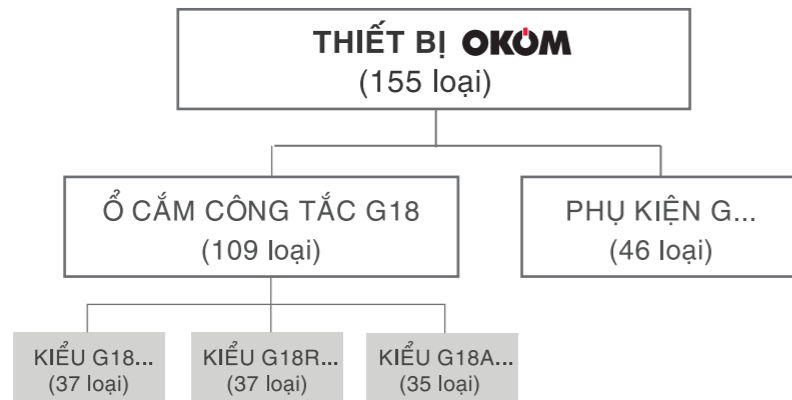 THIẾT BỊ OKOM
(155 loại)
Ổ CẮM CÔNG TẮC G18
(109 loại)
PHỤ KIỆN G...
(46 loại)
KIỂU G18...
(37 loại)
KIỂU G18R...
(37 loại)
KIỂU G18A...
(35 loại)